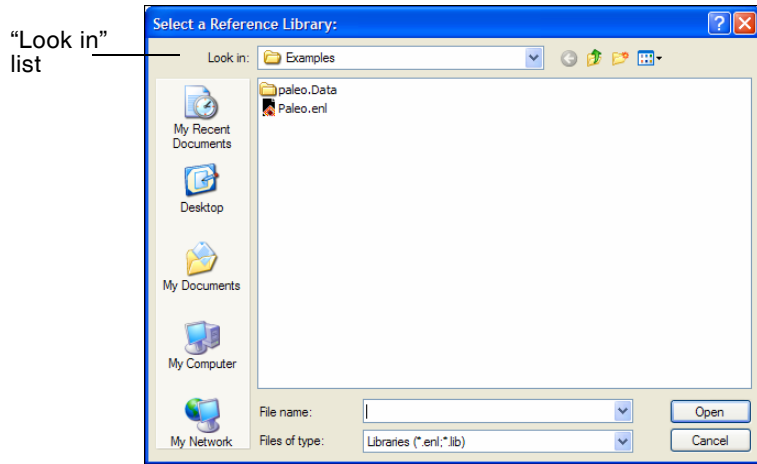 Select a Reference Library:
"Look in"
list
Look in:
Examples
paleo.Data
Paleo.enl
My Recent
Documents
Desktop
My Documents
My Computer
My Network
File name:
Open
Files of type:
Libraries (*.enl;*.lib)
Cancel